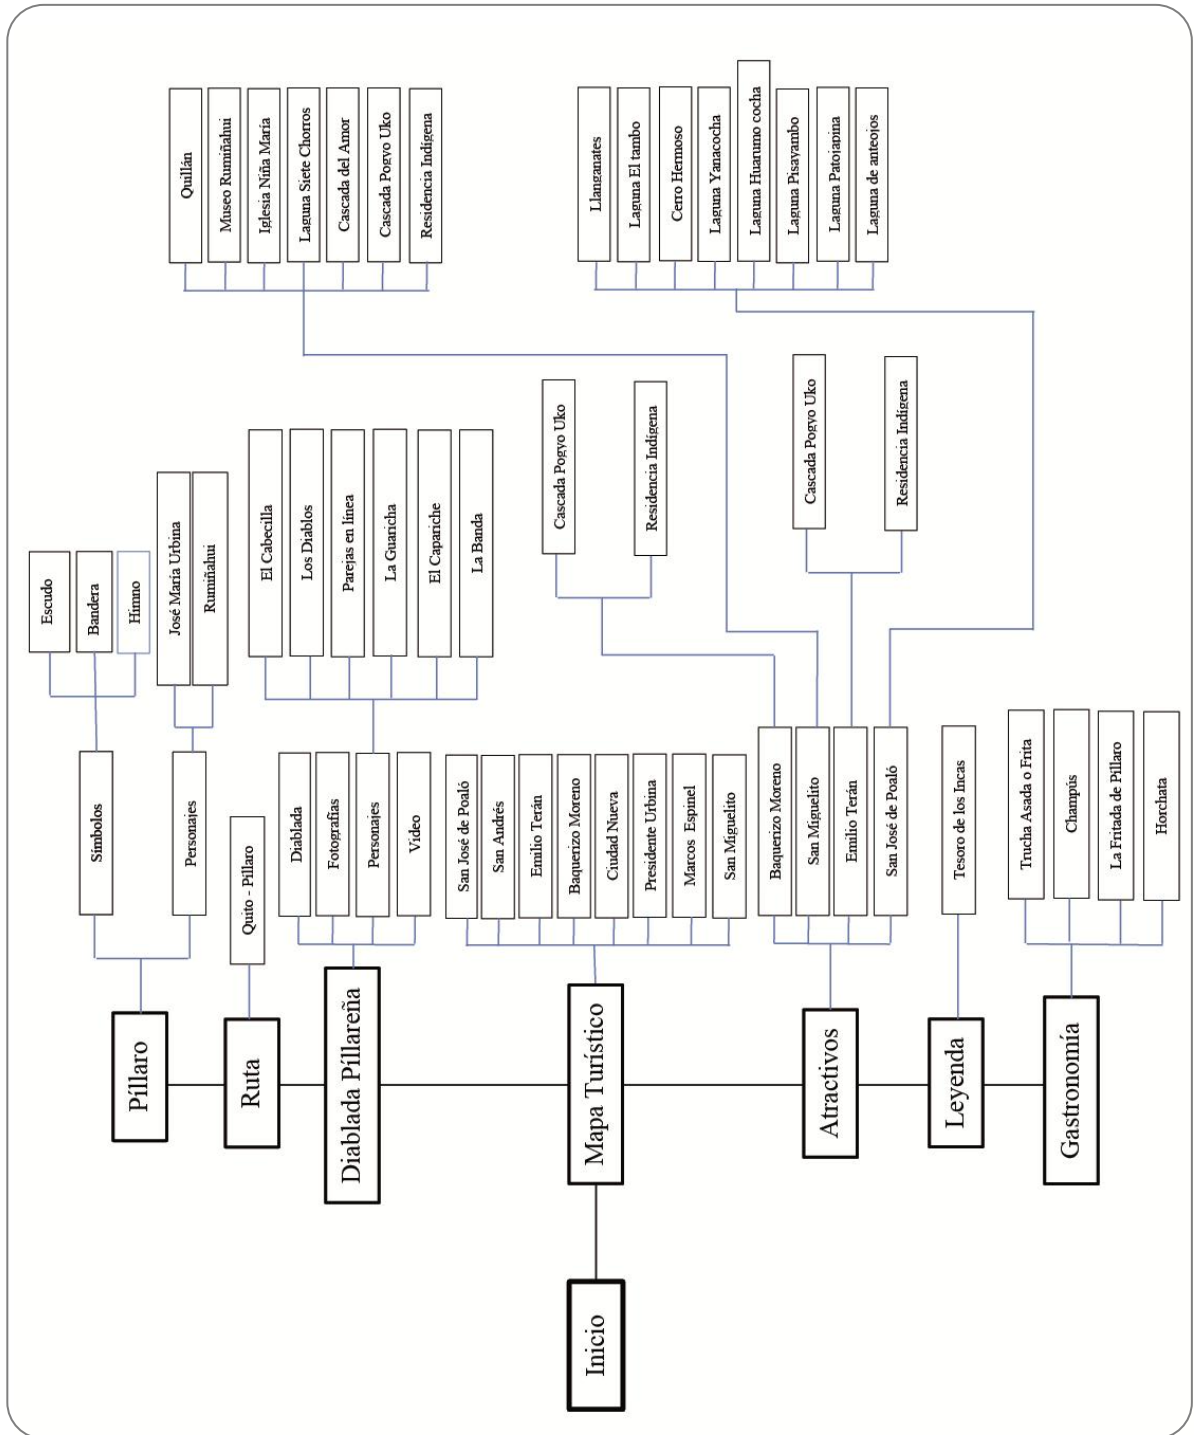 Inicio
Píllaro
Ruta
Diablada Píllareña
Mapa Turístico
Atractivos
Leyenda
Gastronomía
Símbolos
Personajes
Quito - Píllaro
Diablada
Fotografías
Personajes
Video
San José de Poaló
San Andrés
Emilio Terán
Baquerizo Moreno
Ciudad Nueva
Presidente Urbina
Marcos Espinel
San Miguelito
Baquerizo Moreno
San Miguelito
Emilio Terán
San José de Poaló
Tesoro de los Incas
Trucha Asada o Frita
Champús
La Fritada de Píllaro
Horchata
Escudo
Bandera
Himno
José María Urbina
Rumiñahui
El Cabecilla
Los Diablos
Parejas en línea
La Guaricha
El Capariche
La Banda
Cascada Pogyo Uko
Residencia Indígena
Cascada Pogyo Uko
Residencia Indígena
Quillán
Museo Rumiñahui
Iglesia Niña María
Laguna Siete Chorros
Cascada del Amor
Cascada Pogyo Uko
Residencia Indígena
Llanganates
Laguna El tambo
Cerro Hermoso
Laguna Yanacocha
Laguna Huarumo cocha
Laguna Pisayambo
Laguna Patojapina
Laguna de anteojos